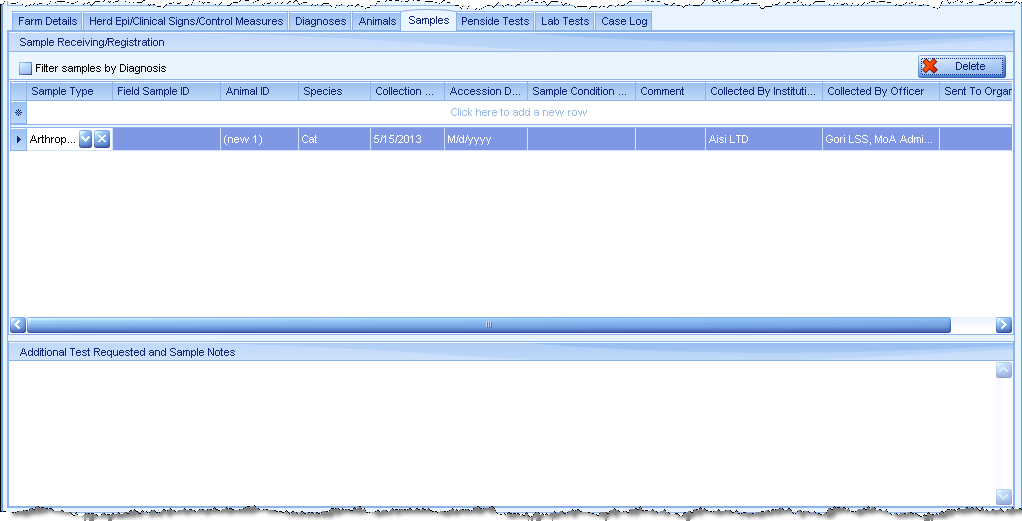 Farm Details Herd Epi/Clinical Signs/Control Measures Diagnoses Animals Samples Penside Tests Lab Tests Case Log
Sample Receiving/Registration
Filter samples by Diagnosis Delete
Sample Type Field Sample ID Animal ID Species Collection ... Accession D... Sample Condition ... Comment Collected By Instituti... Collected By Officer Sent To Organ
Click here to add a new row
Arthrop... (new 1) Cat 5/15/2013 M/d/yyyy Aisi LTD Gori LSS, MoA Admi...
Additional Test Requested and Sample Notes